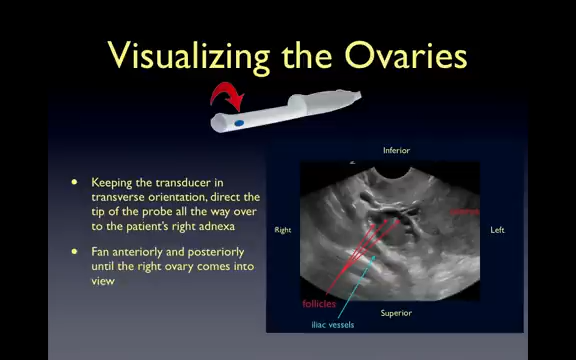 Visualizing the Ovaries
• Keeping the transducer in
transverse orientation, direct the
tip of the probe all the way over
to the patient's right adnexa
• Fan anteriorly and posteriorly
until the right ovary comes into
view
Inferior
Right
Left
follicles
Superior
iliac vessels